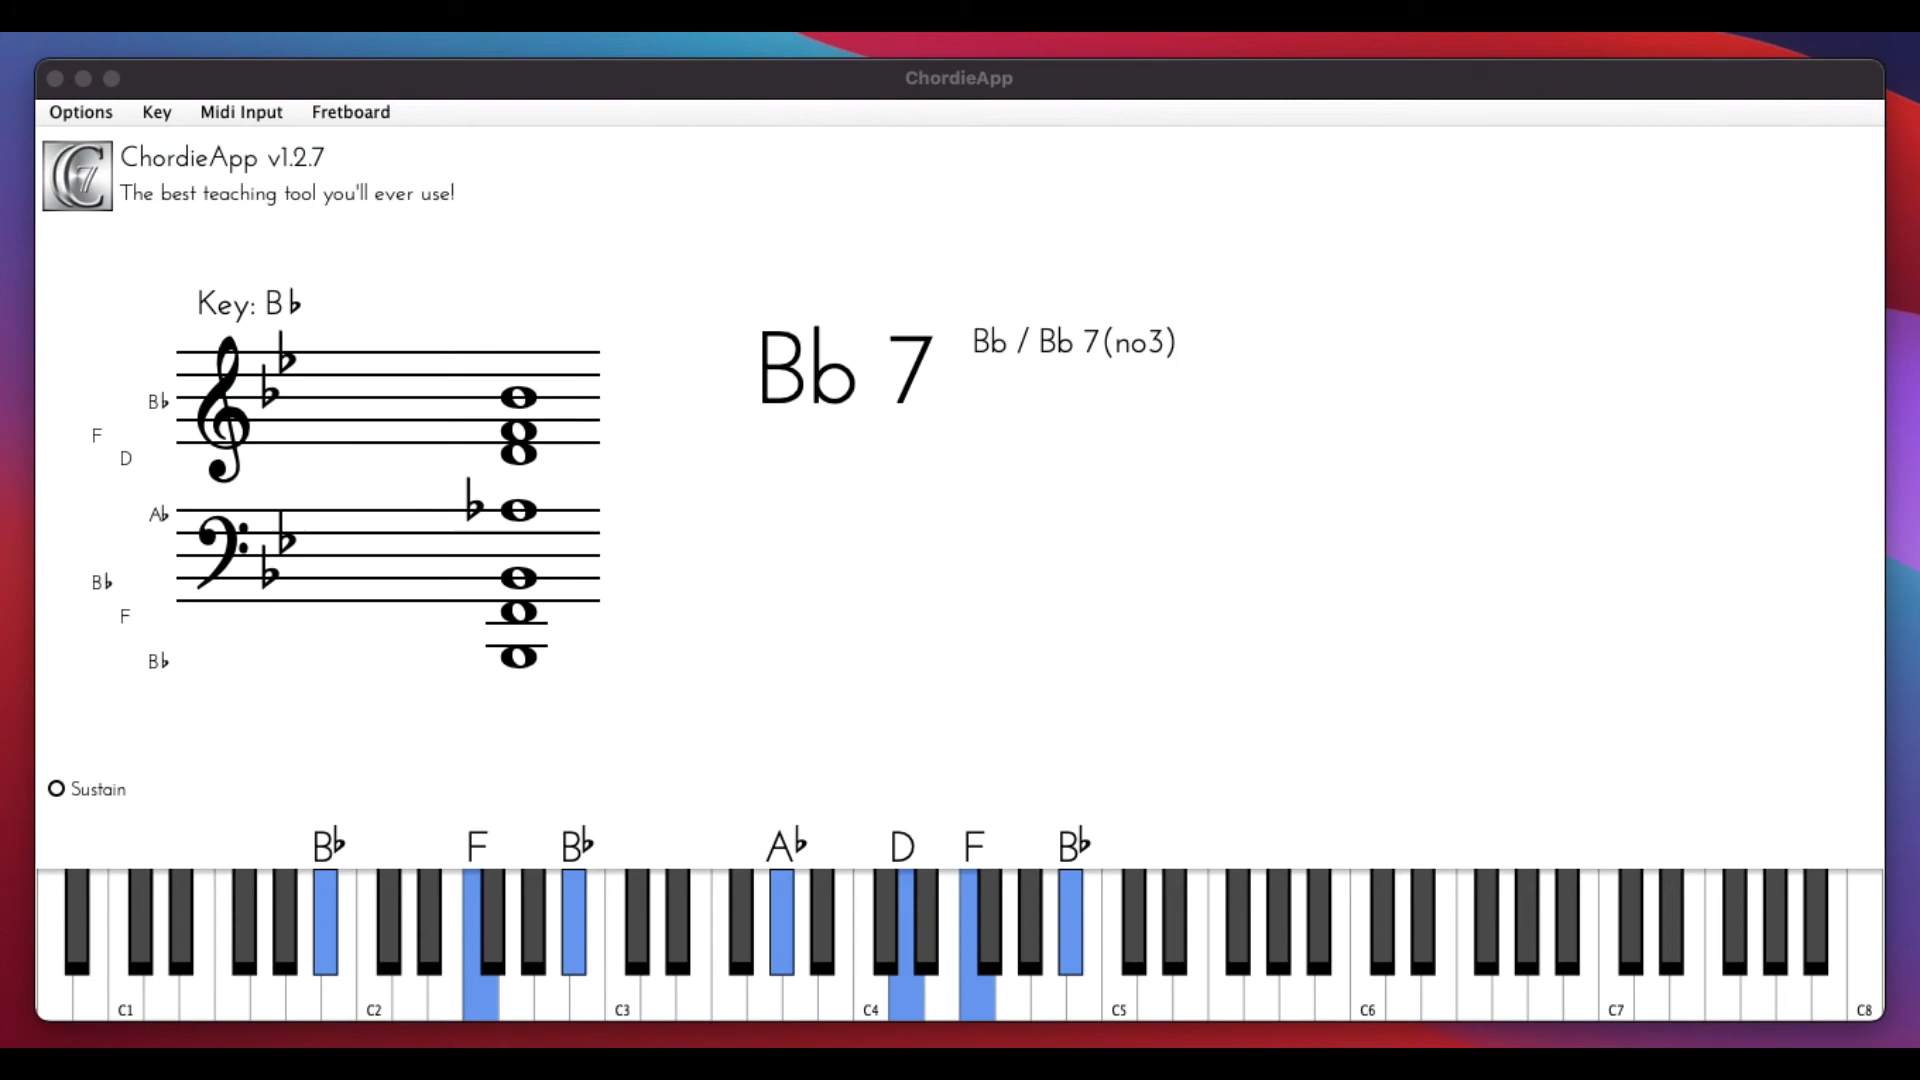 ChordieApp
Options Key Midi Input Fretboard
ChordieApp v1.2.7
The best teaching tool you'll ever use!
Key: B♭
Bb 7 Bb / Bb 7(no3)
B♭
F
D
A♭
B♭
F
B♭
Sustain
B♭ F B♭ A♭ D F B♭
C1 C2 C3 C4 C5 C6 C7 C8